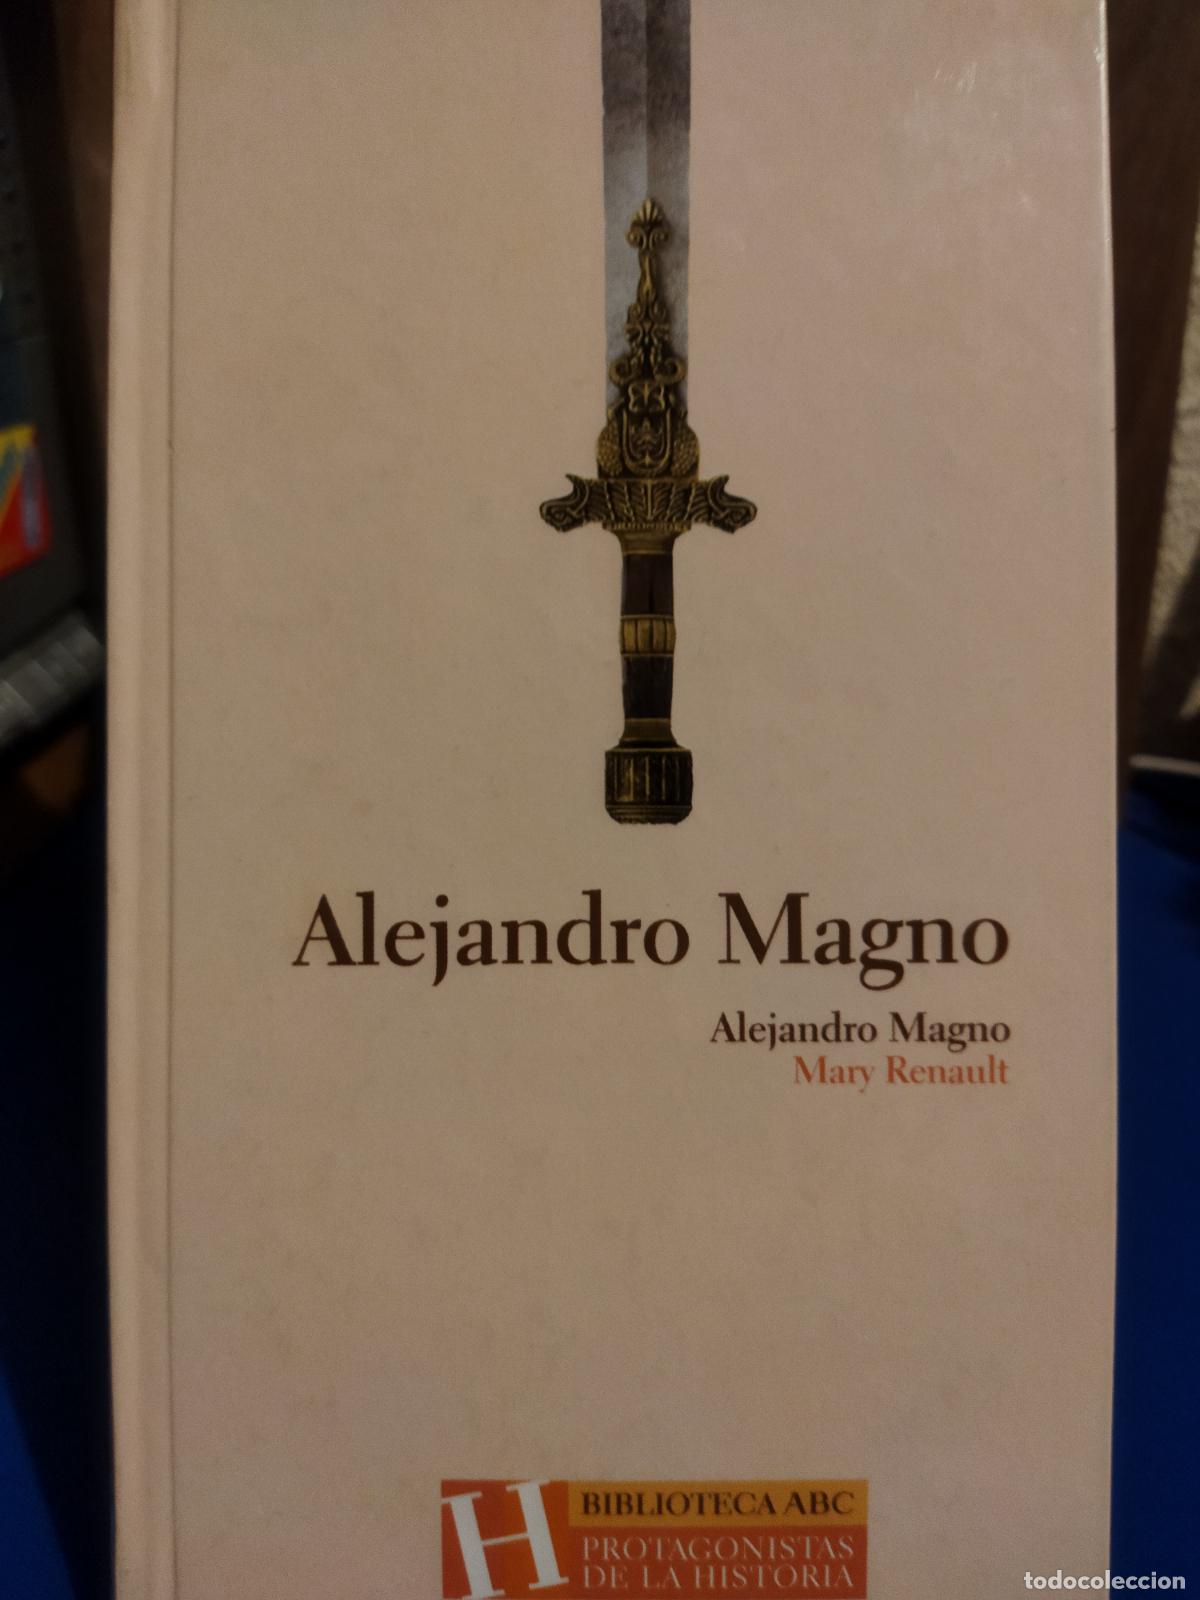 Alejandro Magno
Alejandro Magno
Mary Renault
H
BIBLIOTECA ABC
PROTAGONISTAS
DE LA HISTORIA
todocoleccion